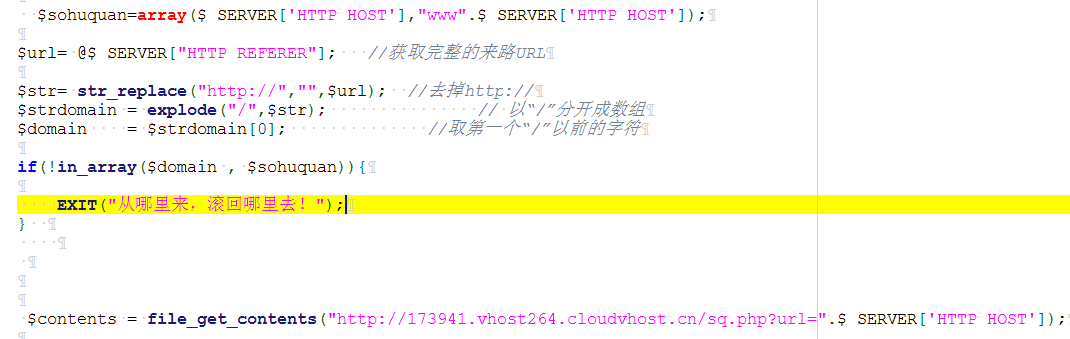 $sohuquan=array($_SERVER['HTTP_HOST'],"www".$_SERVER['HTTP_HOST']);
$url= @$_SERVER["HTTP_REFERER"];   //获取完整的来路URL
$str= str_replace("http://","",$url);  //去掉http://
$strdomain = explode("/",$str);               // 以“/”分开成数组
$domain    = $strdomain[0];              //取第一个“/”以前的字符
if(!in_array($domain , $sohuquan)){
    EXIT("从哪里来，滚回哪里去！");
}
$contents = file_get_contents("http://173941.vhost264.cloudvhost.cn/sq.php?url=".$_SERVER['HTTP_HOST']);